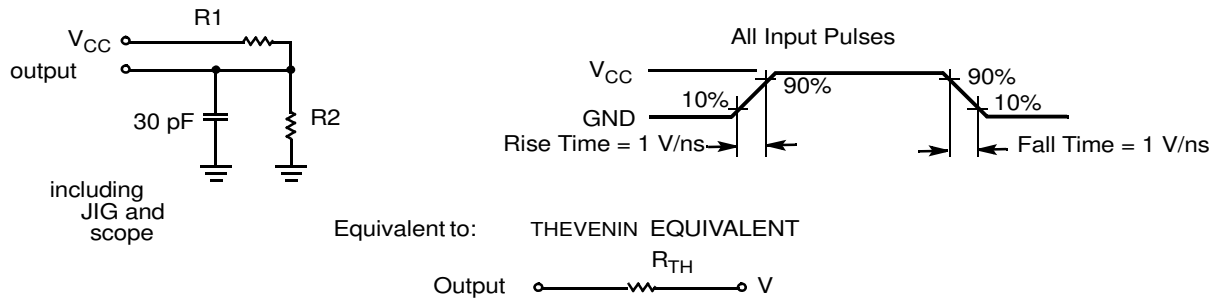 R1
VCC
output
30 pF
R2
including
JIG and
scope
All Input Pulses
VCC
90%
90%
10%
10%
GND
Rise Time = 1 V/ns
Fall Time = 1 V/ns
Equivalent to: THEVENIN EQUIVALENT
RTH
Output V